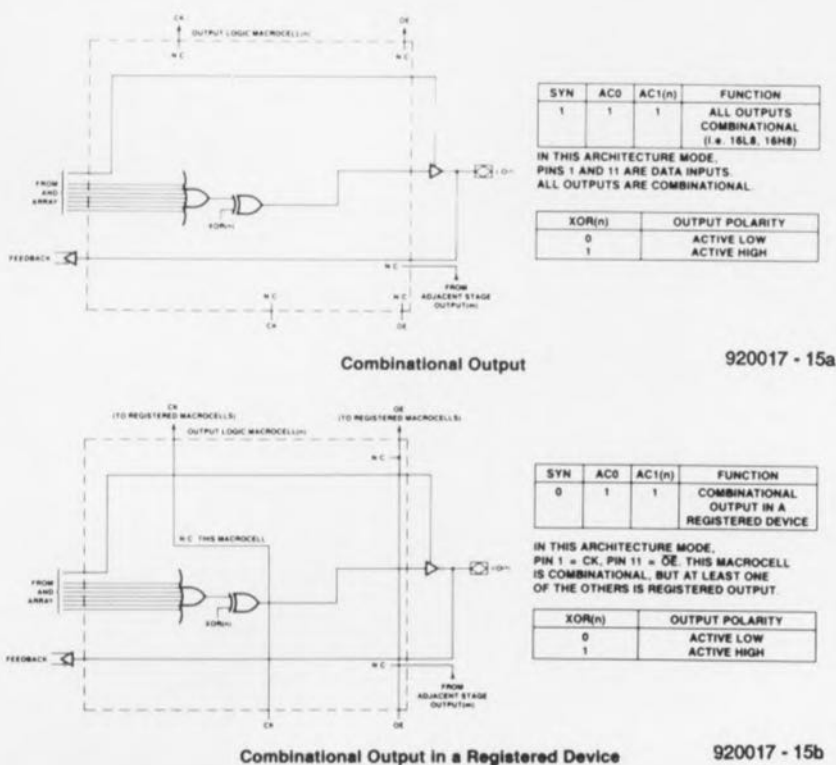 CK
OE
OUTPUT LOGIC MACROCELL(n)
N C
N C
FROM
AND
ARRAY
XOR(n)
FEEDBACK
N C
FROM
ADJACENT STAGE
OUTPUT(m)
N C
N C
CK
OE
SYN AC0 AC1(n) FUNCTION
1 1 1 ALL OUTPUTS
COMBINATIONAL
(i.e. 16L8, 16H8)
IN THIS ARCHITECTURE MODE,
PINS 1 AND 11 ARE DATA INPUTS.
ALL OUTPUTS ARE COMBINATIONAL.
XOR(n) OUTPUT POLARITY
0 ACTIVE LOW
1 ACTIVE HIGH
Combinational Output
920017 - 15a
CK
(TO REGISTERED MACROCELLS)
OE
(TO REGISTERED MACROCELLS)
OUTPUT LOGIC MACROCELL(n)
N C
N C THIS MACROCELL
FROM
AND
ARRAY
XOR(n)
FEEDBACK
N C
FROM
ADJACENT STAGE
OUTPUT(m)
CK
OE
SYN AC0 AC1(n) FUNCTION
0 1 1 COMBINATIONAL
OUTPUT IN A
REGISTERED DEVICE
IN THIS ARCHITECTURE MODE,
PIN 1 = CK, PIN 11 = O̅E̅. THIS MACROCELL
IS COMBINATIONAL, BUT AT LEAST ONE
OF THE OTHERS IS REGISTERED OUTPUT.
XOR(n) OUTPUT POLARITY
0 ACTIVE LOW
1 ACTIVE HIGH
Combinational Output in a Registered Device
920017 - 15b